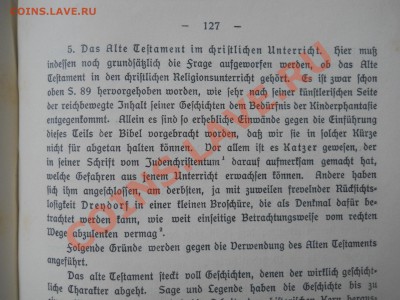 COINS.LAVE.RU
— 127 —
5. Das Alte Testament im christlichen Unterricht. Hier muß
indessen noch grundsätzlich die Frage aufgeworfen werden, ob das Alte
Testament in den christlichen Religionsunterricht gehört. Es ist zwar schon
oben S. 89 hervorgehoben worden, wie sehr nach seiner künstlerischen Seite
der reichbewegte Inhalt seiner Geschichten dem Bedürfnis der Kinderphantasie
entgegenkommt. Allein es sind so erhebliche Einwände gegen die Einführung
dieses Teils der Bibel vorgebracht worden, daß wir sie in solcher Kürze
nicht für abgetan halten können. Vor allem ist es Katzer gewesen, der
in seiner Schrift vom Judenchristentum¹ darauf aufmerksam gemacht hat,
welche Gefahren aus jenem Unterricht erwachsen können. Andere haben
sich ihm angeschlossen, am derbsten, ja mit zuweilen frevelnder Rücksichts-
losigkeit Dreydorf in einer kleinen Broschüre, die als Denkmal dafür be-
trachtet werden kann, wie weit einseitige Betrachtungsweise vom rechten
Wege abzulenken vermag².
Folgende Gründe werden gegen die Verwendung des Alten Testaments
angeführt.
Das alte Testament steckt voll Geschichten, denen der wirklich geschicht-
liche Charakter abgeht. Sage und Legende haben die Geschichte so
COINS.LAVE.RU